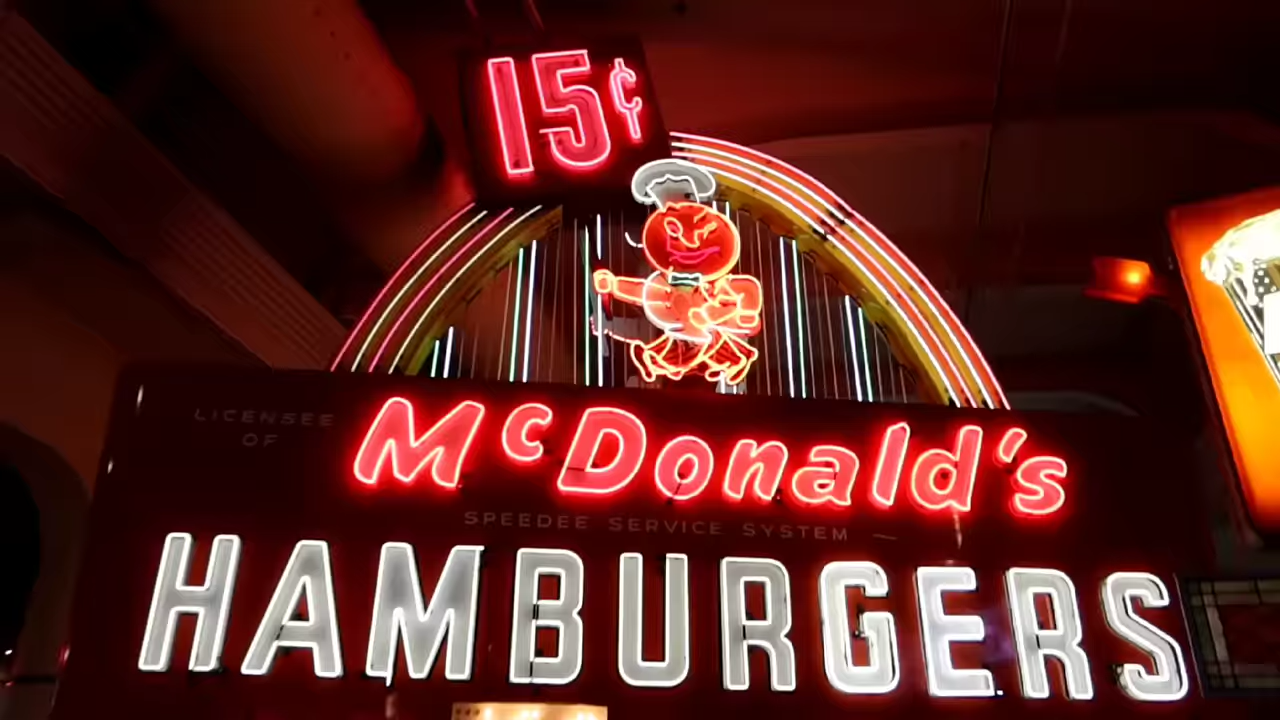 15¢
LICENSEE
OF
McDonald's
SPEEDEE SERVICE SYSTEM
HAMBURGERS